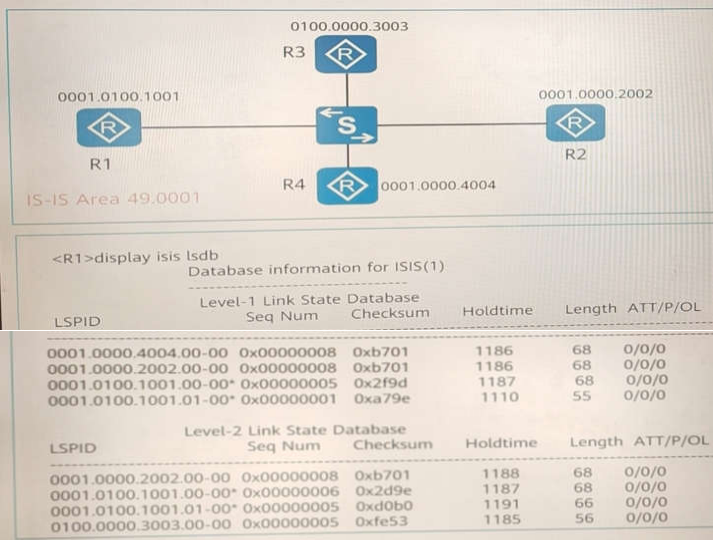 0100.0000.3003
R3
R
0001.0100.1001
0001.0000.2002
R
S
R
R1
R2
R4
R
0001.0000.4004
IS-IS Area 49.0001
<R1>display isis lsdb
Database information for ISIS(1)
--------------------------------
Level-1 Link State Database
LSPID Seq Num Checksum Holdtime Length ATT/P/OL
--------------------------------
0001.0000.4004.00-00 0x00000008 0xb701 1186 68 0/0/0
0001.0000.2002.00-00 0x00000008 0xb701 1186 68 0/0/0
0001.0100.1001.00-00* 0x00000005 0x2f9d 1187 68 0/0/0
0001.0100.1001.01-00* 0x00000001 0xa79e 1110 55 0/0/0
Level-2 Link State Database
LSPID Seq Num Checksum Holdtime Length ATT/P/OL
--------------------------------
0001.0000.2002.00-00 0x00000008 0xb701 1188 68 0/0/0
0001.0100.1001.00-00* 0x00000006 0x2d9e 1187 68 0/0/0
0001.0100.1001.01-00* 0x00000005 0xd0b0 1191 66 0/0/0
0100.0000.3003.00-00 0x00000005 0xfe53 1185 56 0/0/0